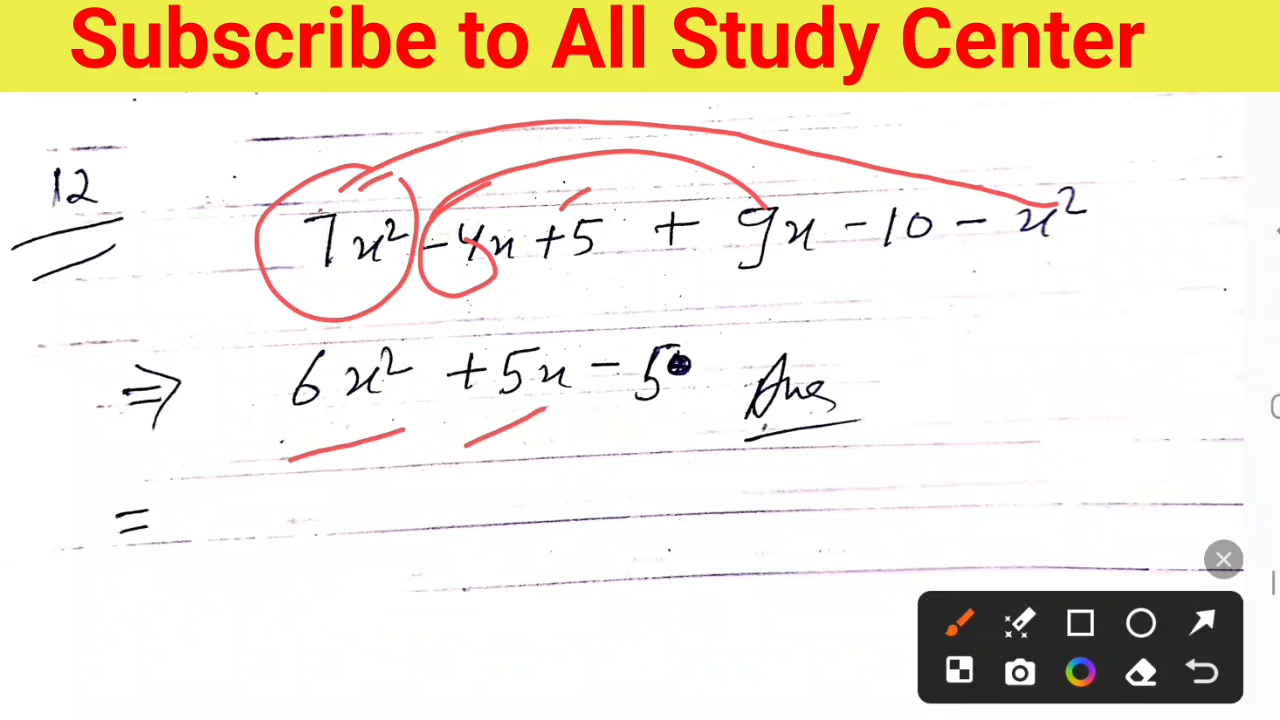 Subscribe to All Study Center
12
7x² -4x +5 + 9x -10 - x²
⇒ 6x² +5x -5 Ans
=